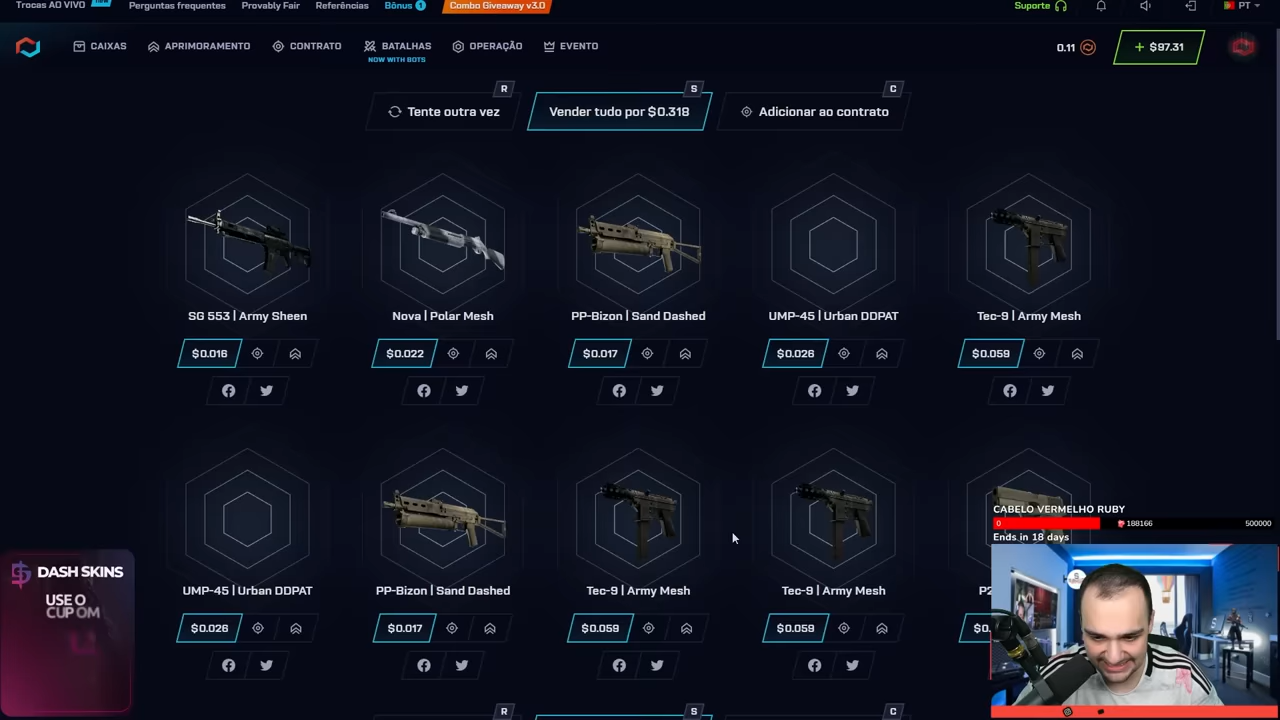 Trocas AO VIVO
Perguntas frequentes
Provably Fair
Referências
Bônus 1
Combo Giveaway v3.0
Suporte
PT
CAIXAS
APRIMORAMENTO
CONTRATO
BATALHAS
NOW WITH BOTS
OPERAÇÃO
EVENTO
0.11
+ $97.31
R
S
C
Tente outra vez
Vender tudo por $0.318
Adicionar ao contrato
SG 553 | Army Sheen
Nova | Polar Mesh
PP-Bizon | Sand Dashed
UMP-45 | Urban DDPAT
Tec-9 | Army Mesh
$0.016
$0.022
$0.017
$0.026
$0.059
CABELO VERMELHO RUBY
0
188166
500000
Ends in 18 days
DASH SKINS
USE O
CUPOM
UMP-45 | Urban DDPAT
PP-Bizon | Sand Dashed
Tec-9 | Army Mesh
Tec-9 | Army Mesh
$0.026
$0.017
$0.059
$0.059
R
S
C